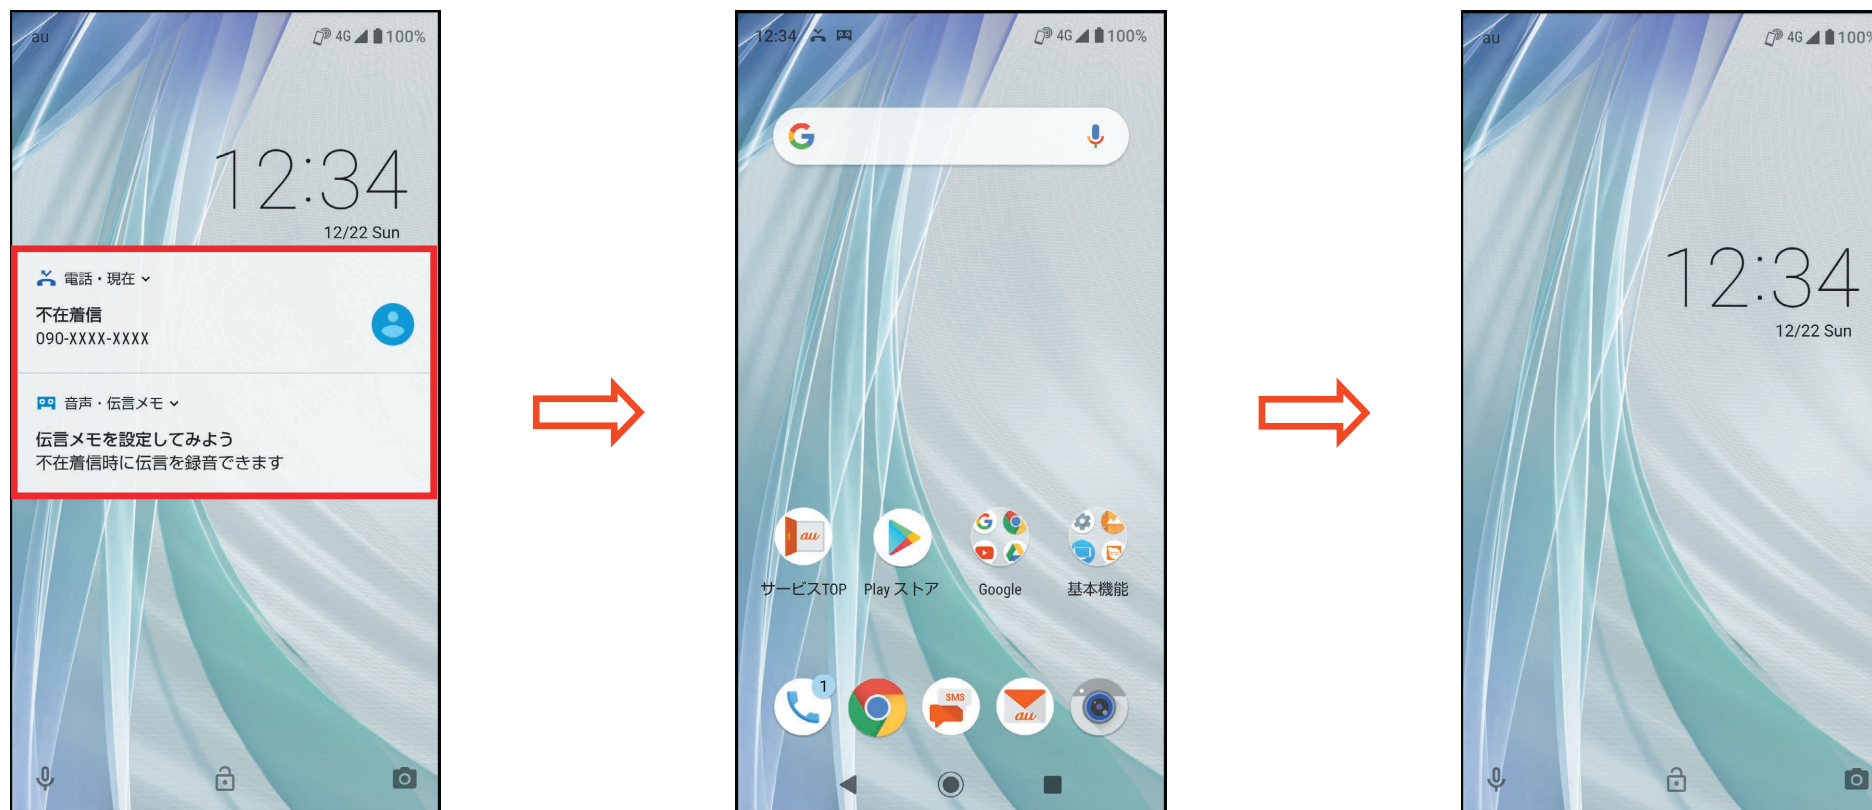 au
4G 100%
12:34
12/22 Sun
電話・現在
不在着信
090-XXXX-XXXX
音声・伝言メモ
伝言メモを設定してみよう
不在着信時に伝言を録音できます
12:34
4G 100%
au
サービスTOP
Play ストア
Google
基本機能
1
SMS
au
au
4G 100%
12:34
12/22 Sun